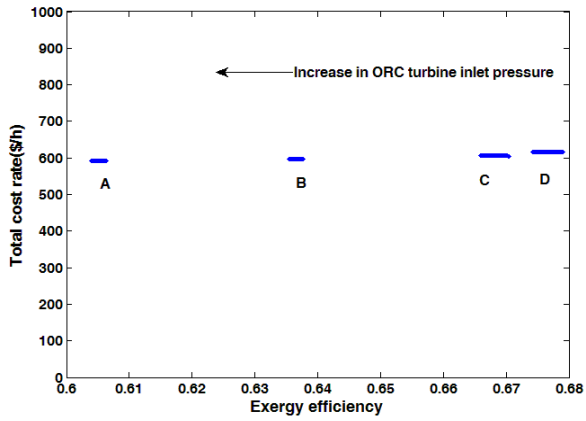 1000
900
800
700
600
500
400
300
200
100
0
Total cost rate($/h)
Increase in ORC turbine inlet pressure
A
B
C
D
0.6 0.61 0.62 0.63 0.64 0.65 0.66 0.67 0.68
Exergy efficiency